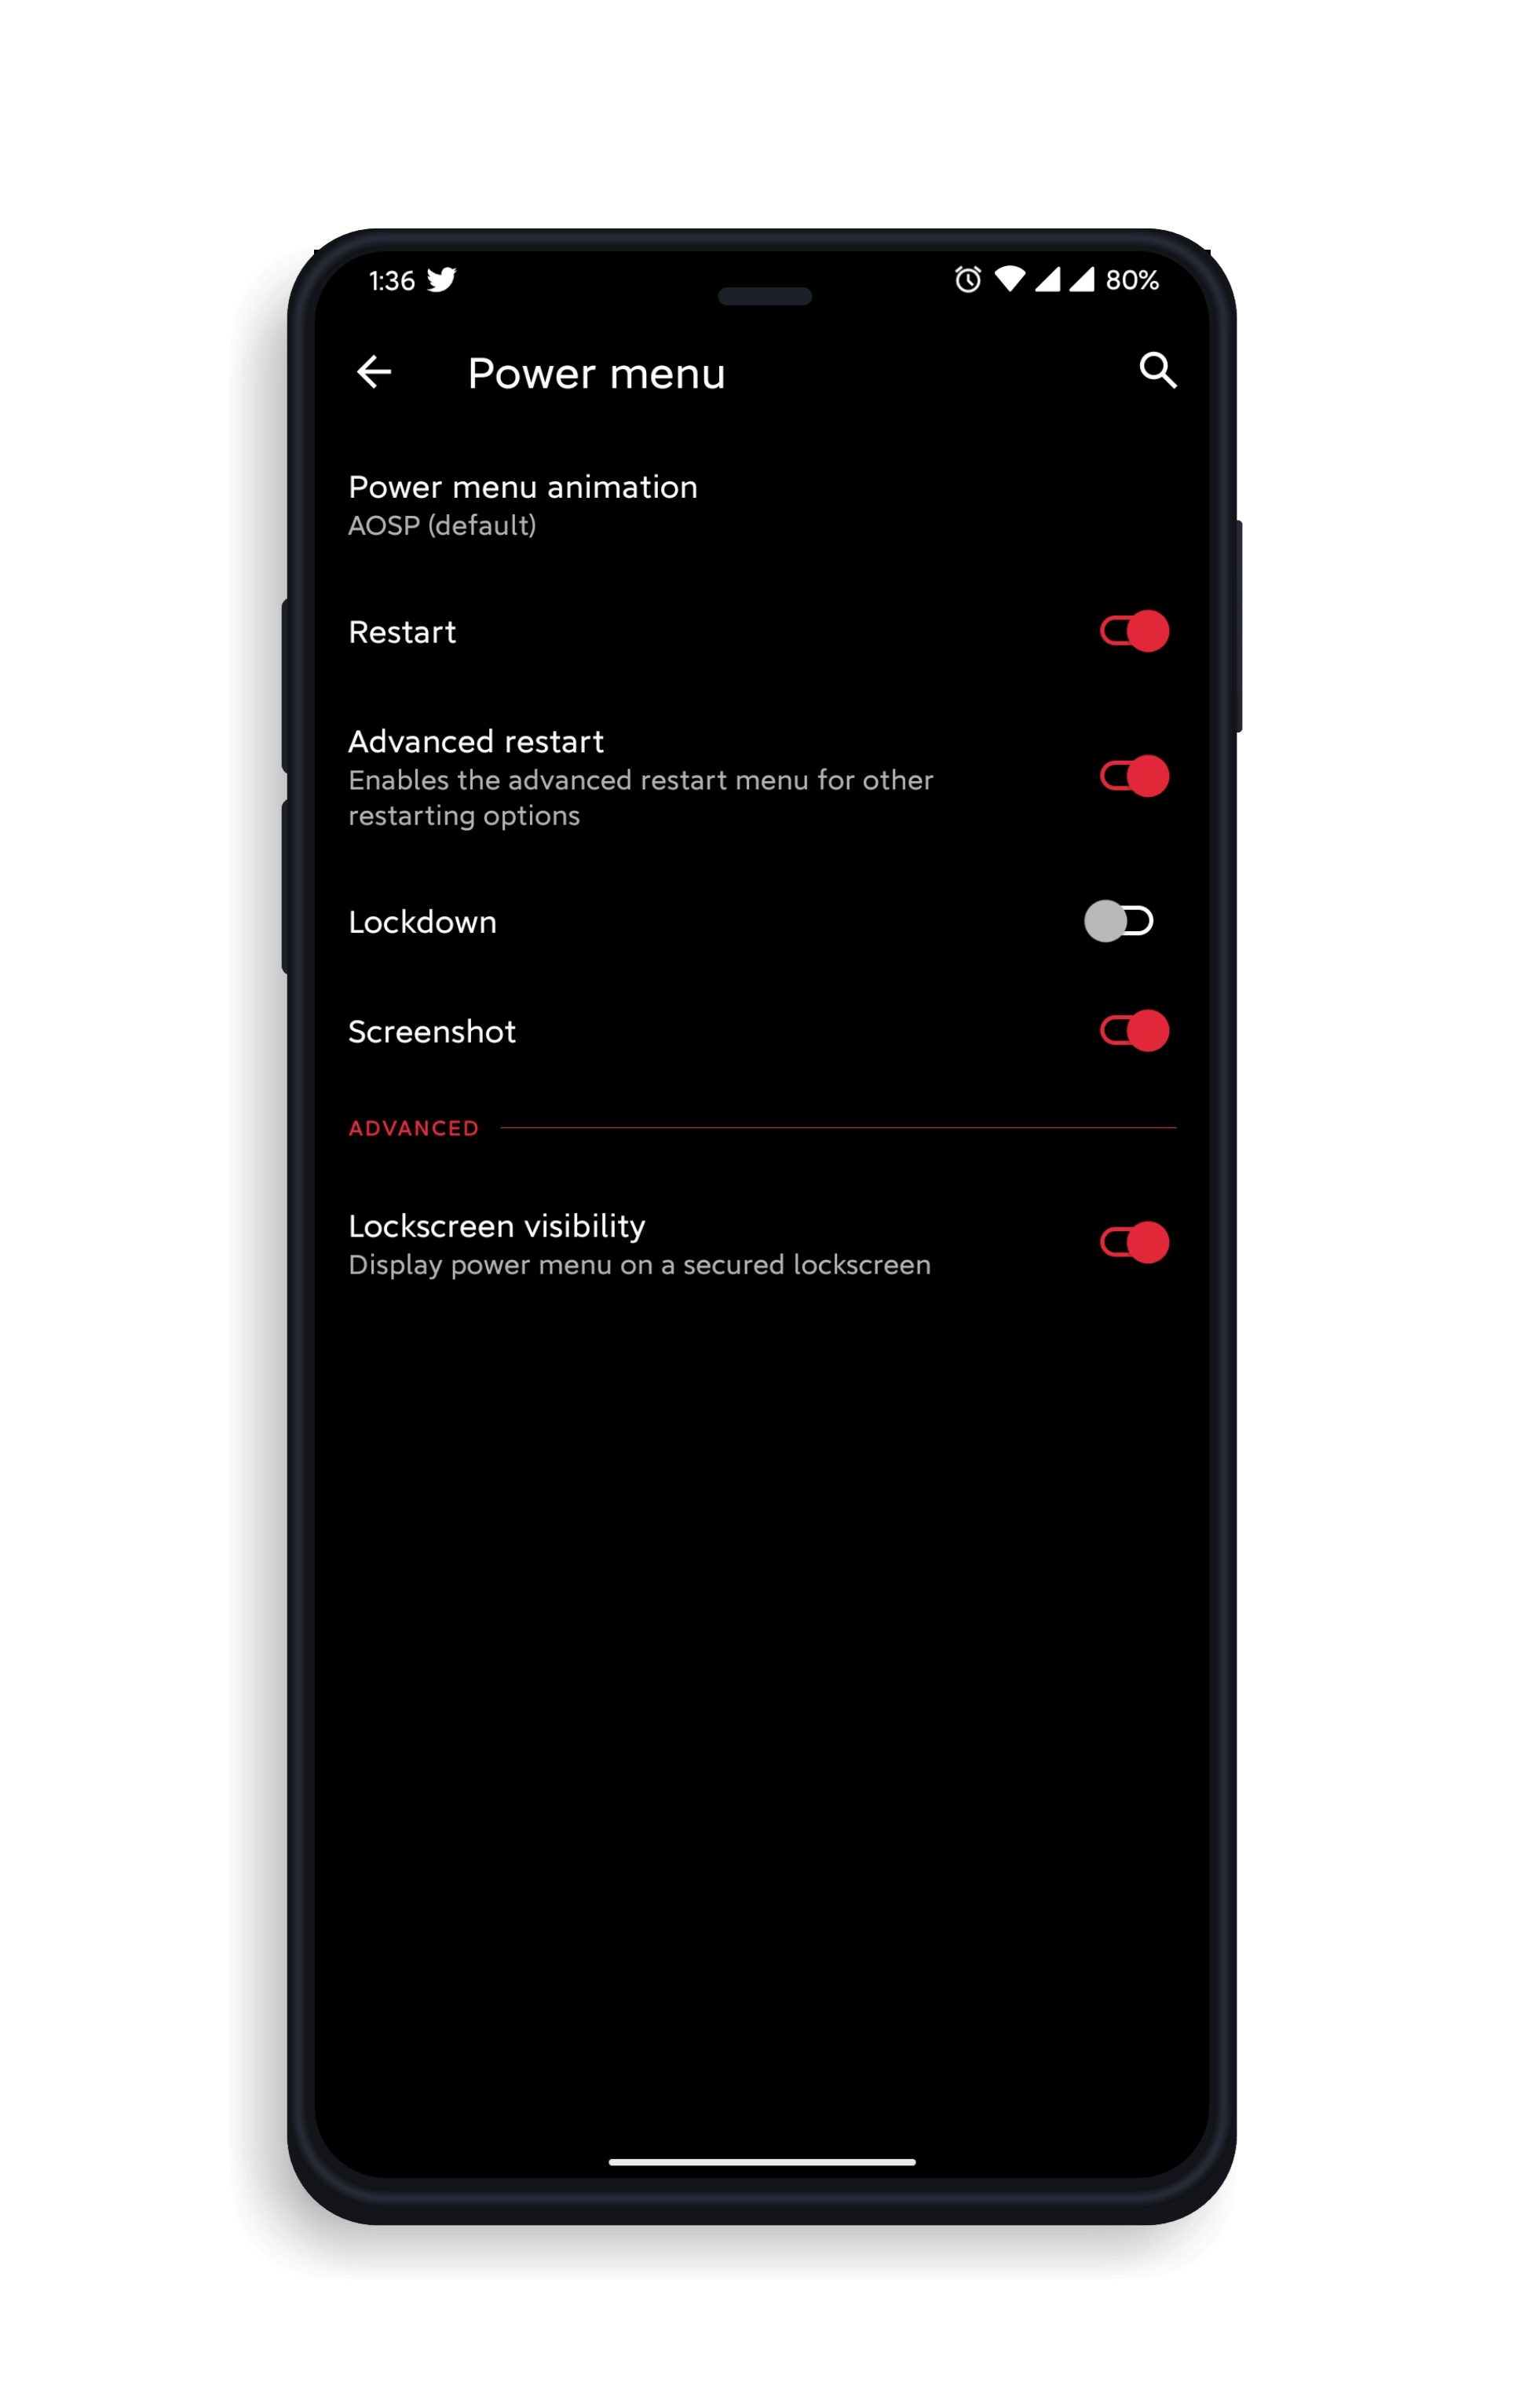 1:36 80%
Power menu
Power menu animation
AOSP (default)
Restart
Advanced restart
Enables the advanced restart menu for other
restarting options
Lockdown
Screenshot
ADVANCED
Lockscreen visibility
Display power menu on a secured lockscreen